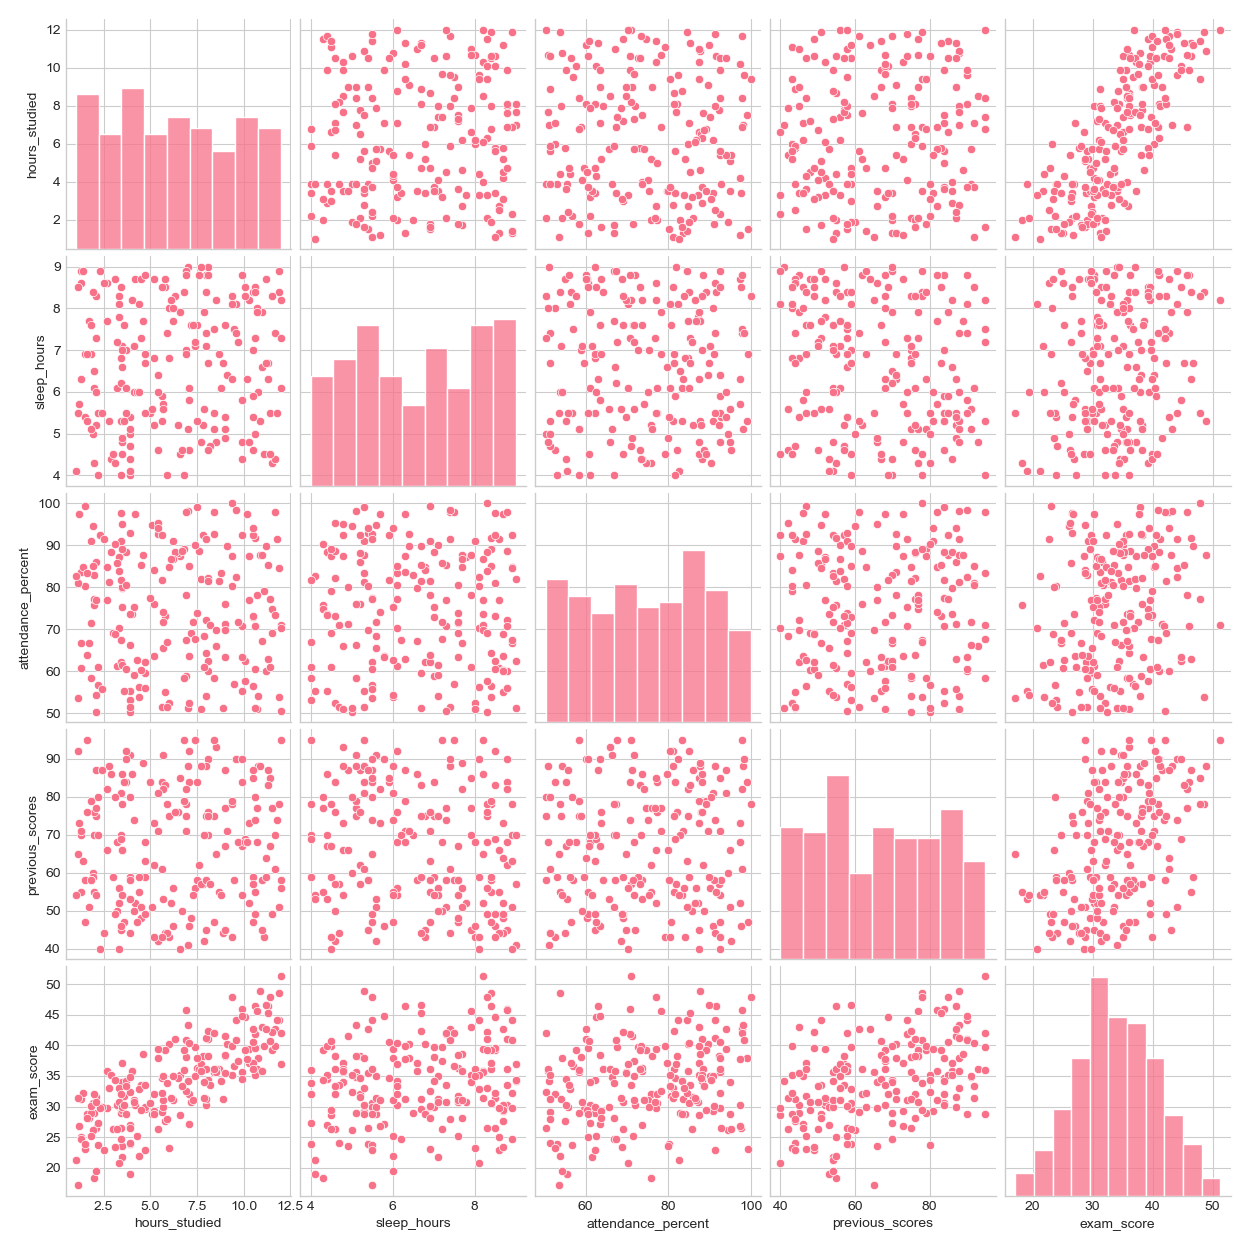 12
10
8
6
4
2
hours_studied
9
8
7
6
5
4
sleep_hours
100
90
80
70
60
50
attendance_percent
90
80
70
60
50
40
previous_scores
50
45
40
35
30
25
20
exam_score
2.5 5.0 7.5 10.0 12.5
hours_studied
4 6 8
sleep_hours
60 80 100
attendance_percent
40 60 80
previous_scores
20 30 40 50
exam_score